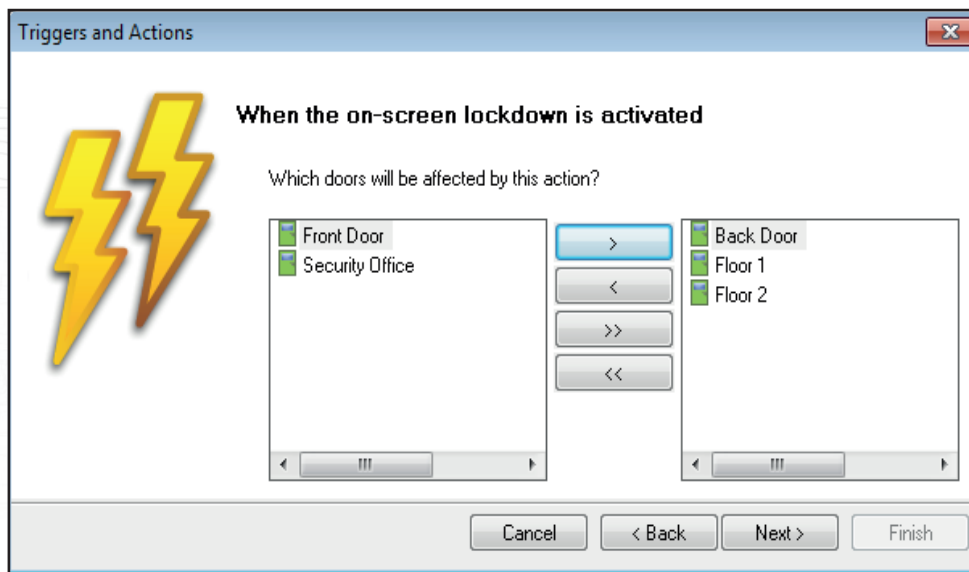 Triggers and Actions
When the on-screen lockdown is activated
Which doors will be affected by this action?
Front Door
Security Office
>
<
>>
<<
Back Door
Floor 1
Floor 2
Cancel
< Back
Next >
Finish